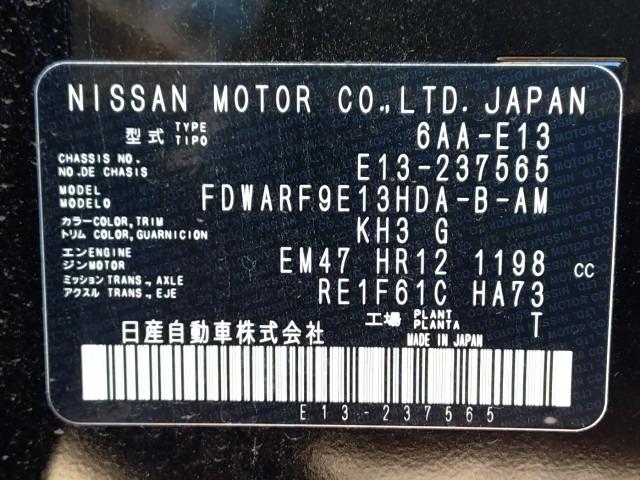 NISSAN MOTOR CO.,LTD. JAPAN
型式 TYPE TIPO 6AA-E13
CHASSIS NO. NO.DE CHASSIS E13-237565
MODEL MODELO FDWARF9E13HDA-B-AM
カラー COLOR,TRIM トリム COLOR,GUARNICION KH3 G
エンジン ENGINE MOTOR EM47 HR12 1198 CC
ミッション TRANS.,AXLE アクスル TRANS.,EJE RE1F61C HA73
日産自動車株式会社 工場 PLANT PLANTA T
MADE IN JAPAN
E13-237565